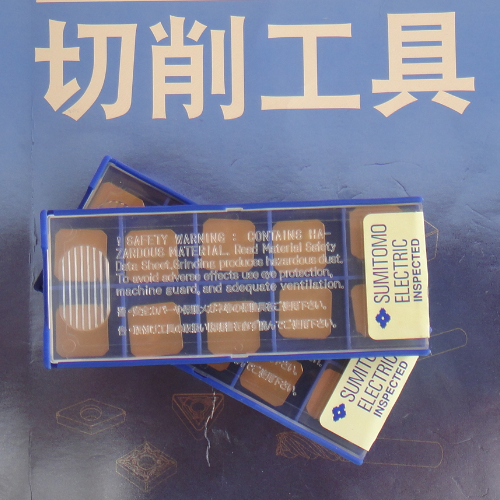 切削工具
! SAFETY WARNING : CONTAINS HA-
ZARDOUS MATERIAL. Read Material Safety
Data Sheet. Grinding produces hazardous dust.
To avoid adverse effects use eye protection,
machine guard, and adequate ventilation.
SUMITOMO
ELECTRIC
INSPECTED
SUMITOMO
ELECTRIC
INSPECTED